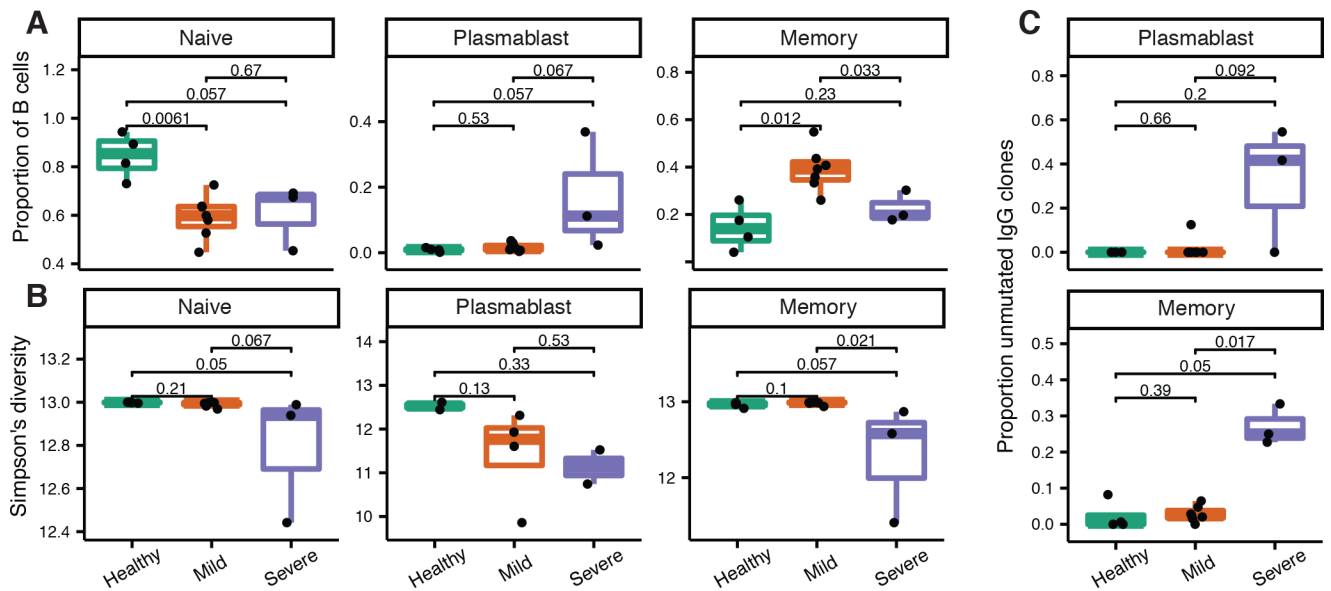 A
Naive
Plasmablast
Memory
Proportion of B cells
1.2
1.0
0.8
0.6
0.4
0.67
0.057
0.0061
0.4
0.2
0.0
0.067
0.057
0.53
0.8
0.6
0.4
0.2
0.033
0.23
0.012
B
Naive
Plasmablast
Memory
Simpson's diversity
13.2
13.0
12.8
12.6
12.4
0.067
0.05
0.21
14
13
12
11
10
0.53
0.33
0.13
13
12
0.021
0.057
0.1
Healthy
Mild
Severe
Healthy
Mild
Severe
Healthy
Mild
Severe
C
Plasmablast
Proportion unmutated IgG clones
0.8
0.6
0.4
0.2
0.0
0.092
0.2
0.66
Memory
0.5
0.4
0.3
0.2
0.1
0.0
0.017
0.05
0.39
Healthy
Mild
Severe